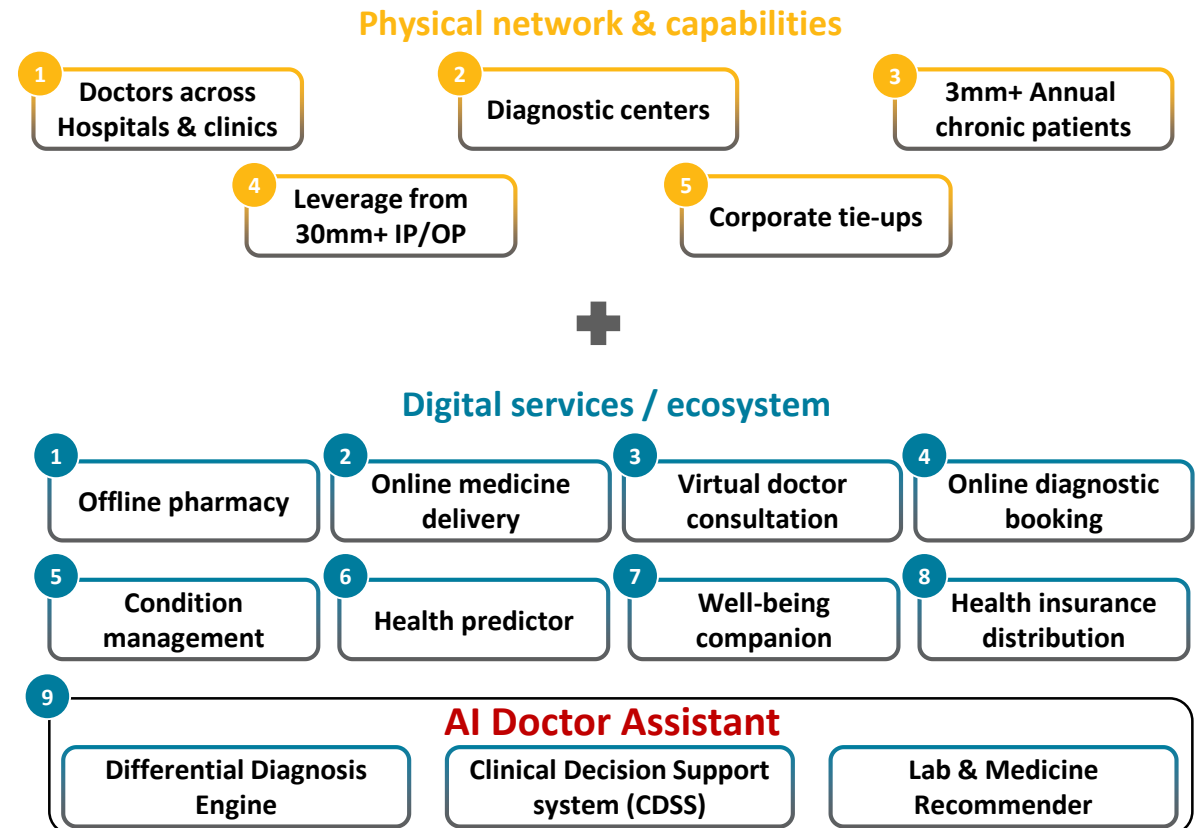 Physical network & capabilities
1
Doctors across
Hospitals & clinics
2
Diagnostic centers
3
3mm+ Annual
chronic patients
4
Leverage from
30mm+ IP/OP
5
Corporate tie-ups
Digital services / ecosystem
1
Offline pharmacy
2
Online medicine
delivery
3
Virtual doctor
consultation
4
Online diagnostic
booking
5
Condition
management
6
Health predictor
7
Well-being
companion
8
Health insurance
distribution
9
AI Doctor Assistant
Differential Diagnosis
Engine
Clinical Decision Support
system (CDSS)
Lab & Medicine
Recommender